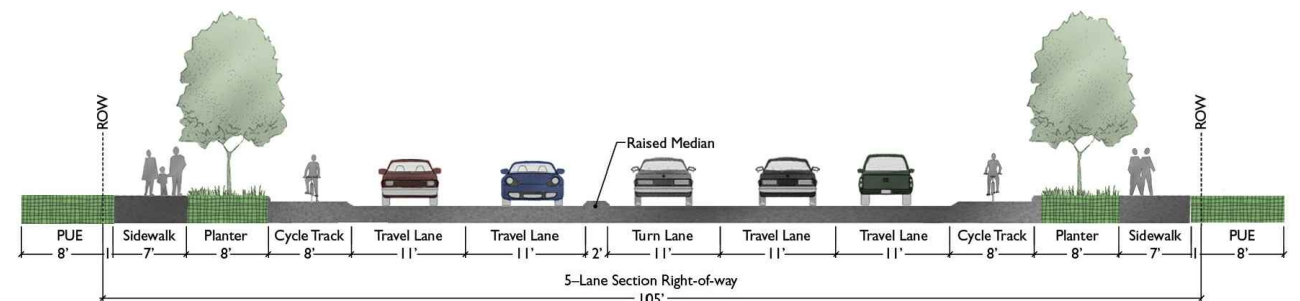 ROW
ROW
Raised Median
PUE Sidewalk Planter Cycle Track Travel Lane Travel Lane Turn Lane Travel Lane Travel Lane Cycle Track Planter Sidewalk PUE
8' 1 7' 8' 8' 11' 11' 2' 11' 11' 11' 8' 8' 7' 1 8'
5–Lane Section Right-of-way
105'